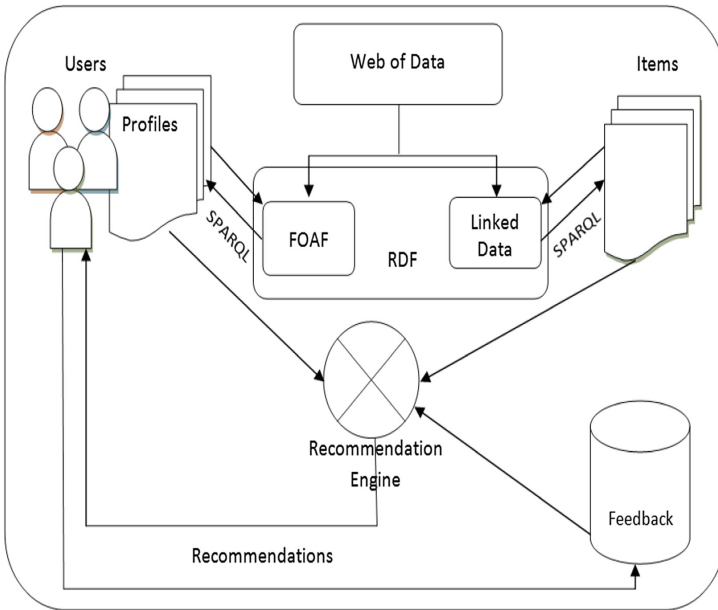 Users
Web of Data
Items
Profiles
SPARQL
FOAF
RDF
Linked
Data
SPARQL
Recommendation
Engine
Feedback
Recommendations